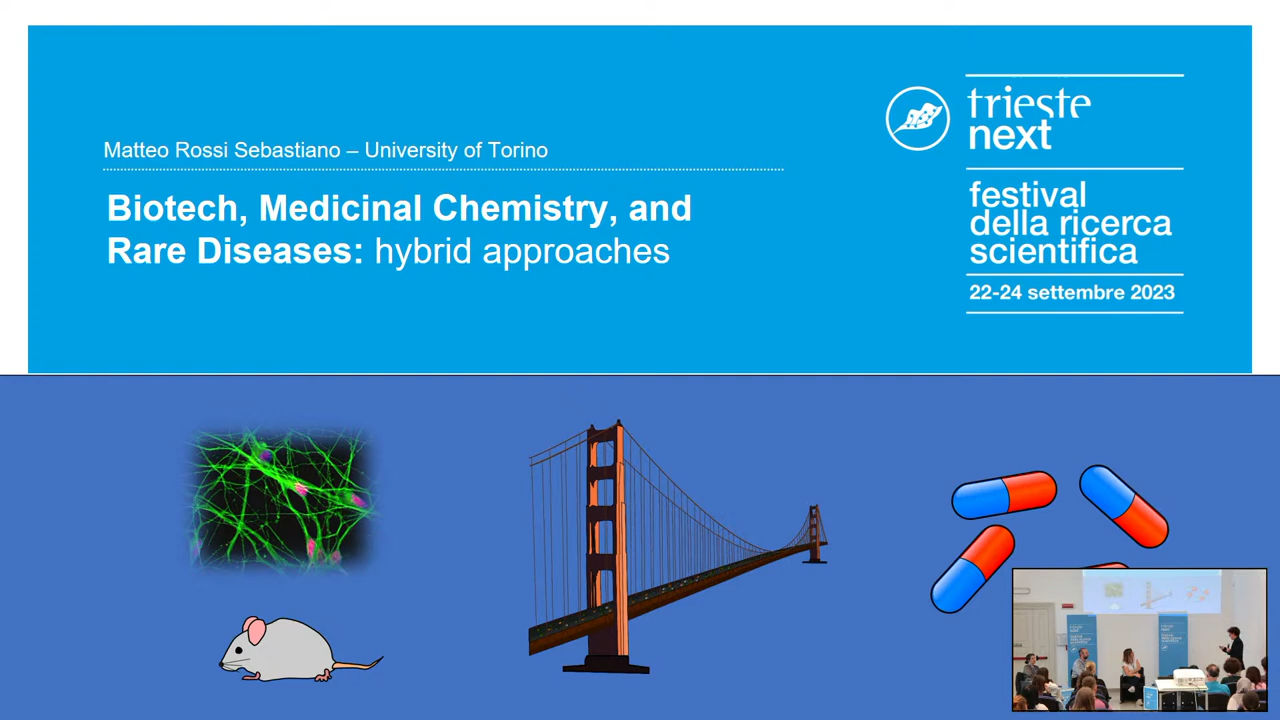 Matteo Rossi Sebastiano – University of Torino
Biotech, Medicinal Chemistry, and
Rare Diseases: hybrid approaches
trieste
next
festival
della ricerca
scientifica
22-24 settembre 2023